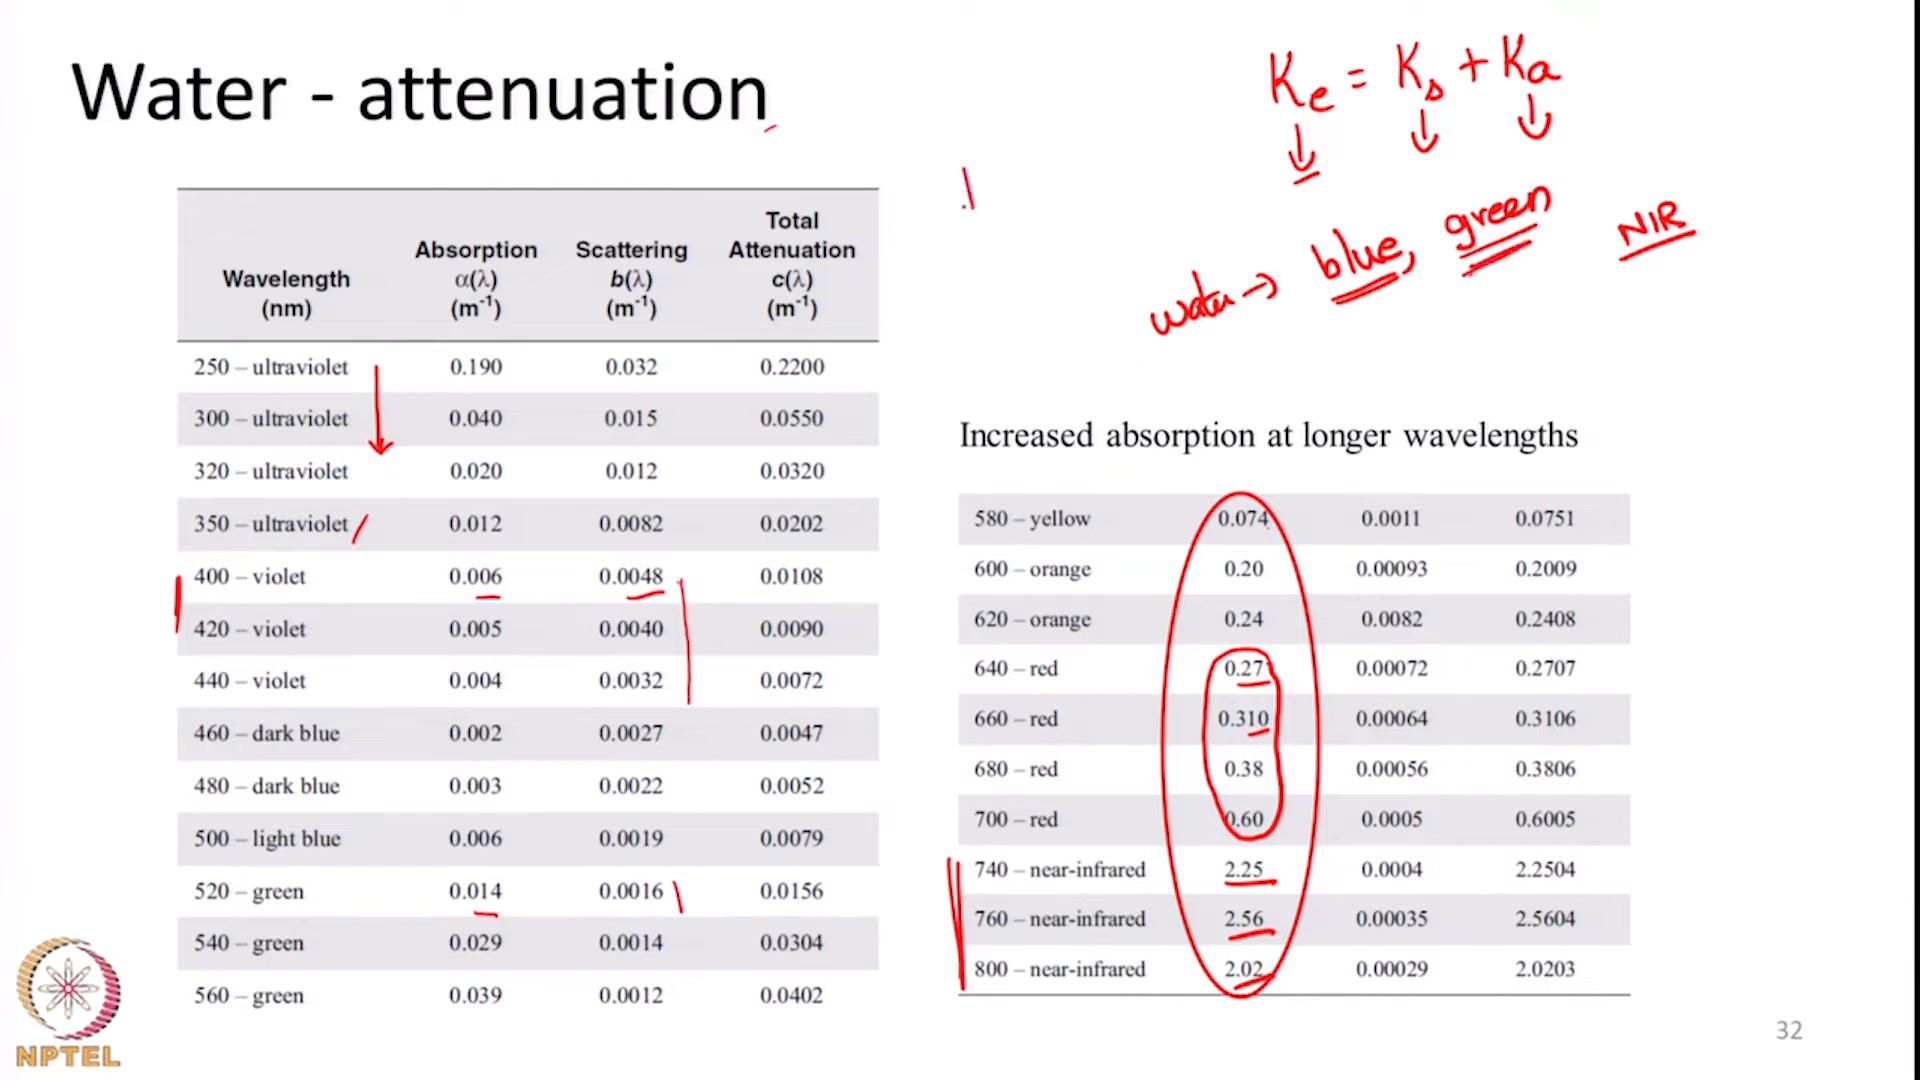 Water - attenuation
Ke = Ks + Ka
water → blue, green NIR
Wavelength (nm) Absorption α(λ) (m⁻¹) Scattering b(λ) (m⁻¹) Total Attenuation c(λ) (m⁻¹)
250 – ultraviolet 0.190 0.032 0.2200
300 – ultraviolet 0.040 0.015 0.0550
320 – ultraviolet 0.020 0.012 0.0320
350 – ultraviolet 0.012 0.0082 0.0202
400 – violet 0.006 0.0048 0.0108
420 – violet 0.005 0.0040 0.0090
440 – violet 0.004 0.0032 0.0072
460 – dark blue 0.002 0.0027 0.0047
480 – dark blue 0.003 0.0022 0.0052
500 – light blue 0.006 0.0019 0.0079
520 – green 0.014 0.0016 0.0156
540 – green 0.029 0.0014 0.0304
560 – green 0.039 0.0012 0.0402
Increased absorption at longer wavelengths
580 – yellow 0.074 0.0011 0.0751
600 – orange 0.20 0.00093 0.2009
620 – orange 0.24 0.0082 0.2408
640 – red 0.27 0.00072 0.2707
660 – red 0.310 0.00064 0.3106
680 – red 0.38 0.00056 0.3806
700 – red 0.60 0.0005 0.6005
740 – near-infrared 2.25 0.0004 2.2504
760 – near-infrared 2.56 0.00035 2.5604
800 – near-infrared 2.02 0.00029 2.0203
NPTEL
32